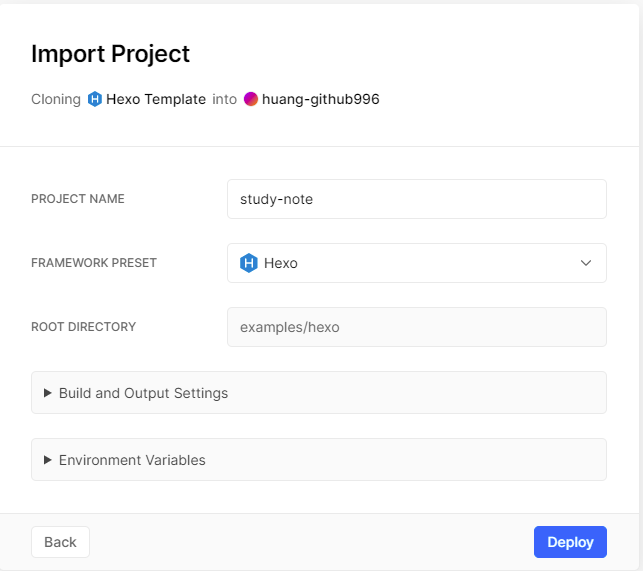 Import Project
Cloning Hexo Template into huang-github996
PROJECT NAME study-note
FRAMEWORK PRESET Hexo
ROOT DIRECTORY examples/hexo
Build and Output Settings
Environment Variables
Back Deploy